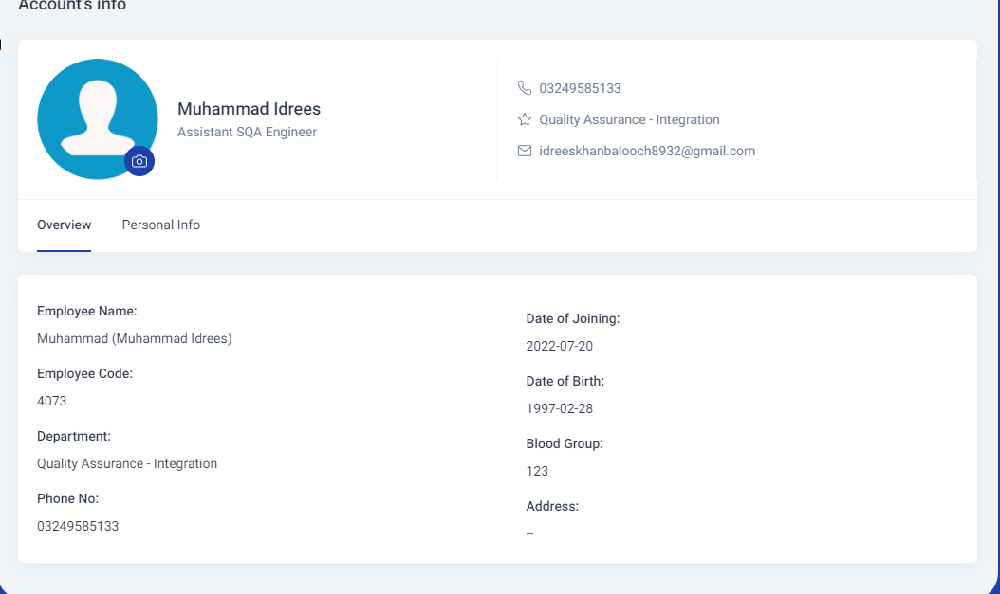 Account's info
Muhammad Idrees
Assistant SQA Engineer
03249585133
Quality Assurance - Integration
idreeskhanbalooch8932@gmail.com
Overview
Personal Info
Employee Name:
Muhammad (Muhammad Idrees)
Employee Code:
4073
Department:
Quality Assurance - Integration
Phone No:
03249585133
Date of Joining:
2022-07-20
Date of Birth:
1997-02-28
Blood Group:
123
Address:
--